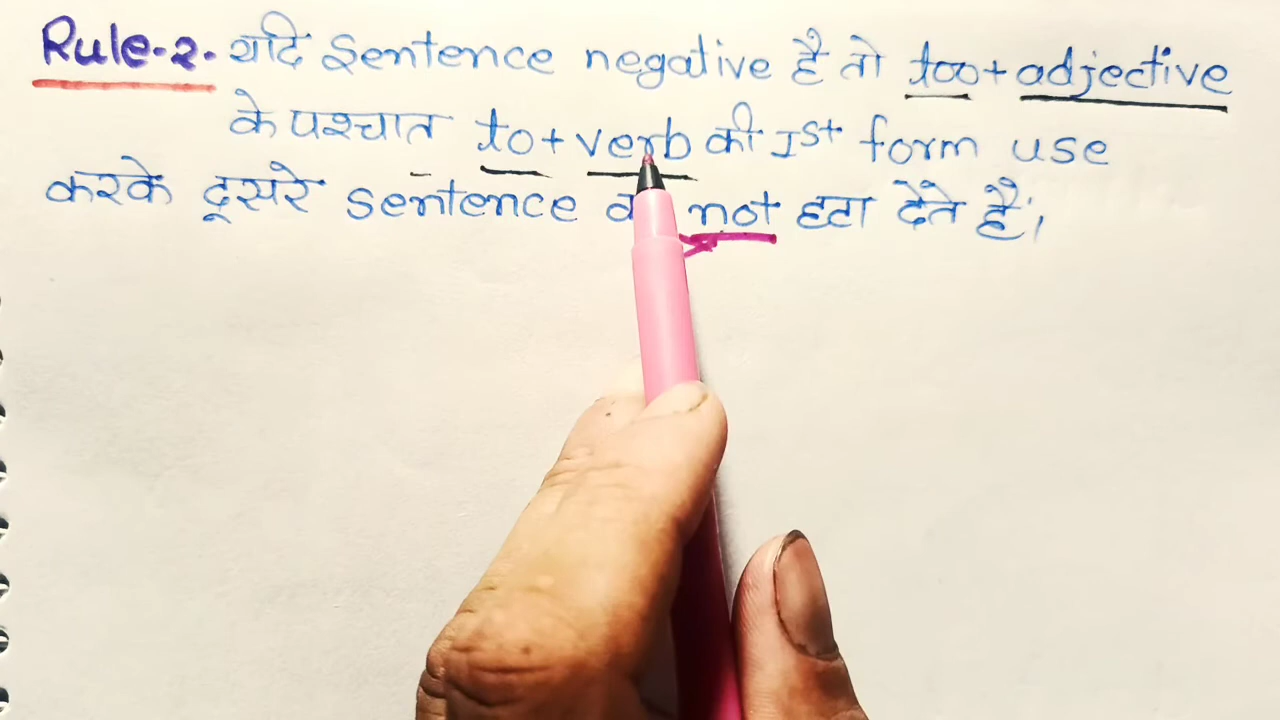 Rule-2. यदि Sentence negative है तो too+ adjective
के पश्चात to+ verb की Ist form use
करके दूसरे sentence not हटा देते हैं।